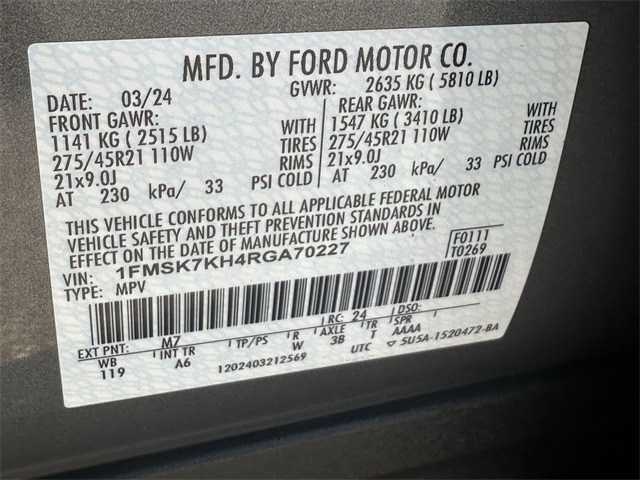 MFD. BY FORD MOTOR CO.
DATE: 03/24 GVWR: 2635 KG ( 5810 LB)
FRONT GAWR: REAR GAWR:
1141 KG ( 2515 LB) WITH 1547 KG ( 3410 LB) WITH
275/45R21 110W TIRES 275/45R21 110W TIRES
21x9.0J RIMS 21x9.0J RIMS
AT 230 kPa/ 33 PSI COLD AT 230 kPa/ 33 PSI COLD
THIS VEHICLE CONFORMS TO ALL APPLICABLE FEDERAL MOTOR
VEHICLE SAFETY AND THEFT PREVENTION STANDARDS IN
EFFECT ON THE DATE OF MANUFACTURE SHOWN ABOVE.
VIN: 1FMSK7KH4RGA70227 F0111
TYPE: MPV T0269
RC: 24 DSO:
EXT PNT: M7
WB INT TR TP/PS R AXLE TR SPR
119 A6 W 3B T AAAA
1202403212569 UTC ▽ 5U5A-1520472-BA